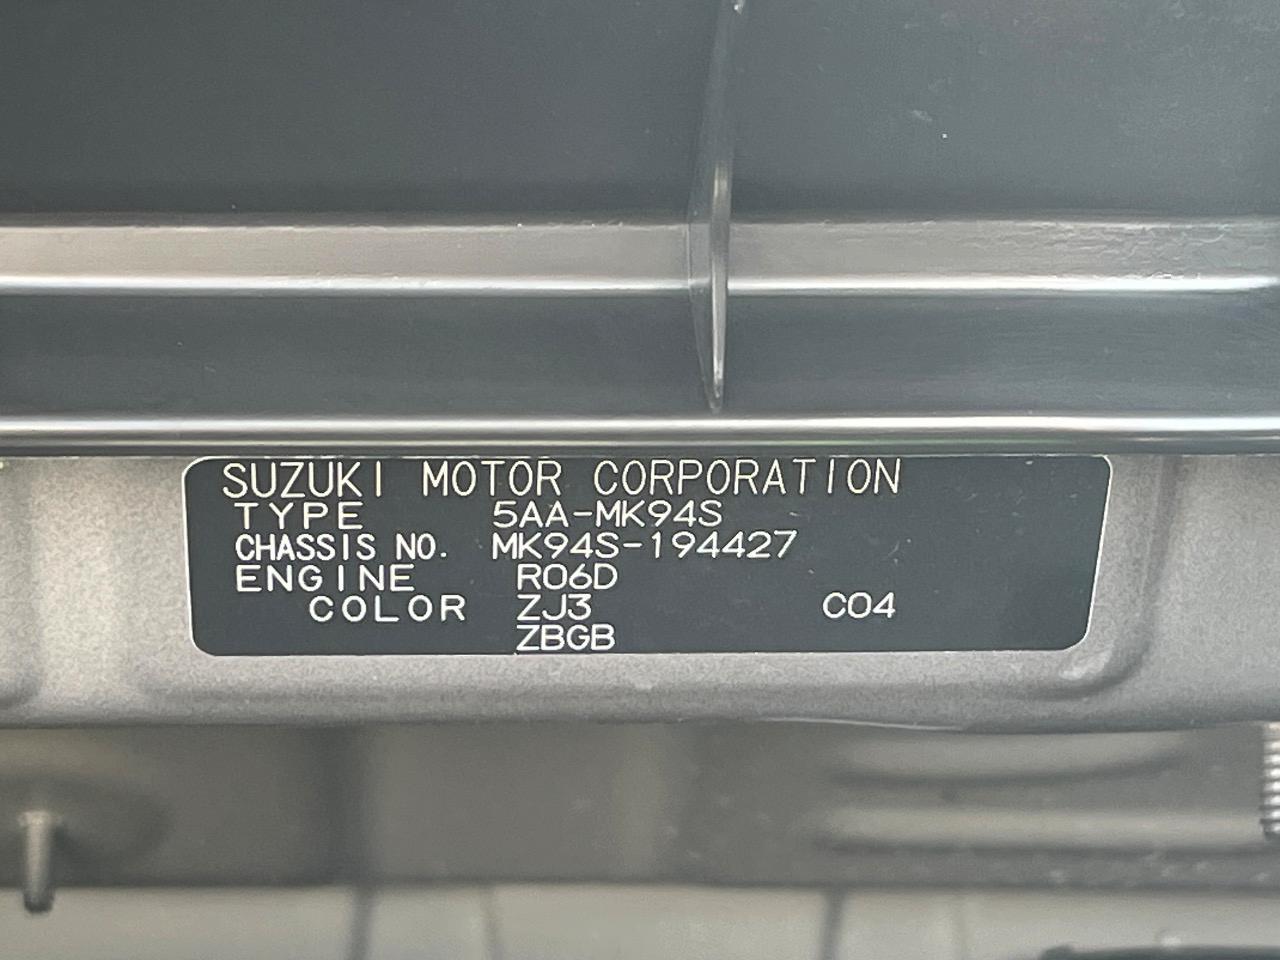 SUZUKI MOTOR CORPORATION
TYPE 5AA-MK94S
CHASSIS NO. MK94S-194427
ENGINE R06D
COLOR ZJ3 C04
ZBGB